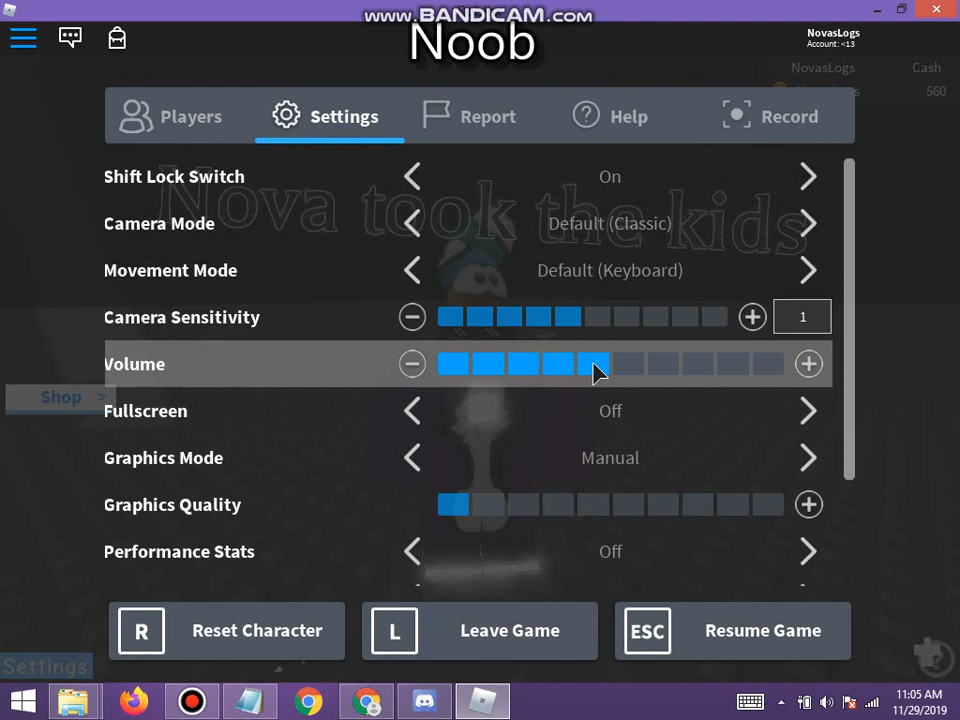 www.BANDICAM.com
Noob
NovasLogs
Account: <13
NovasLogs Cash
560
Players Settings Report Help Record
Nova took the kids
Shift Lock Switch On
Camera Mode Default (Classic)
Movement Mode Default (Keyboard)
Camera Sensitivity 1
Volume
Shop >
Fullscreen Off
Graphics Mode Manual
Graphics Quality
Performance Stats Off
R Reset Character L Leave Game ESC Resume Game
Settings
11:05 AM
11/29/2019